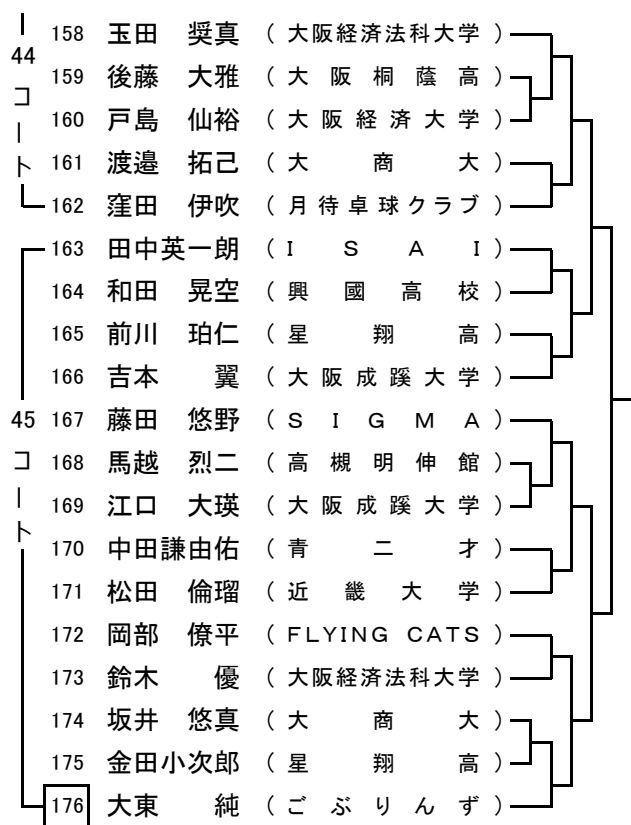 44コート
158 玉田 奨真 (大阪経済法科大学)
159 後藤 大雅 (大阪桐蔭高)
160 戸島 仙裕 (大阪経済大学)
161 渡邉 拓己 (大商大)
162 窪田 伊吹 (月待卓球クラブ)
45コート
163 田中英一朗 (ISAI)
164 和田 晃空 (興國高校)
165 前川 珀仁 (星翔高)
166 吉本 翼 (大阪成蹊大学)
167 藤田 悠野 (SIGMA)
168 馬越 烈二 (高槻明伸館)
169 江口 大瑛 (大阪成蹊大学)
170 中田謙由佑 (青二才)
171 松田 倫瑠 (近畿大学)
172 岡部 僚平 (FLYING CATS)
173 鈴木 優 (大阪経済法科大学)
174 坂井 悠真 (大商大)
175 金田小次郎 (星翔高)
176 大東 純 (ごぶりんず)